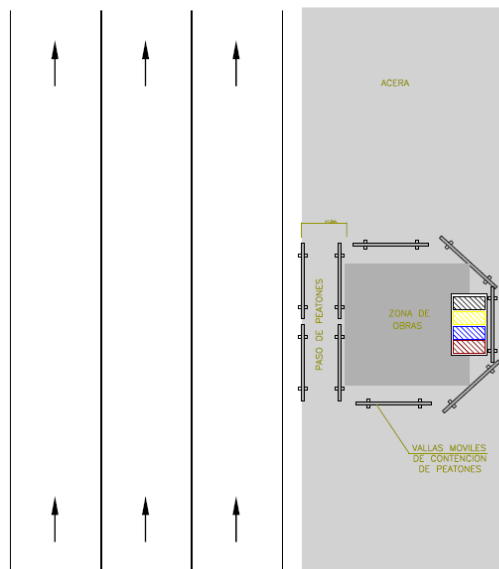 ACERA
PASO DE PEATONES
ZONA DE
OBRAS
VALLAS MOVILES
DE CONTENCION
DE PEATONES